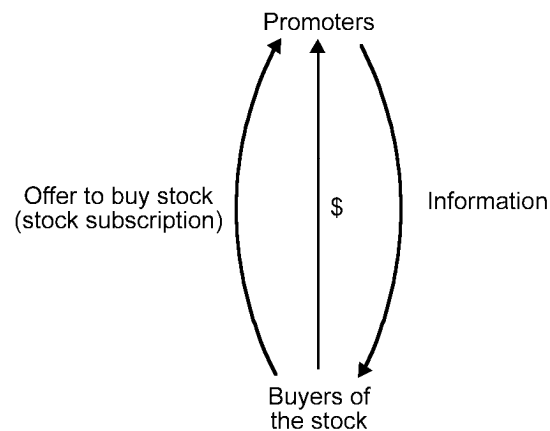 Promoters
Offer to buy stock
(stock subscription)
$
Information
Buyers of
the stock